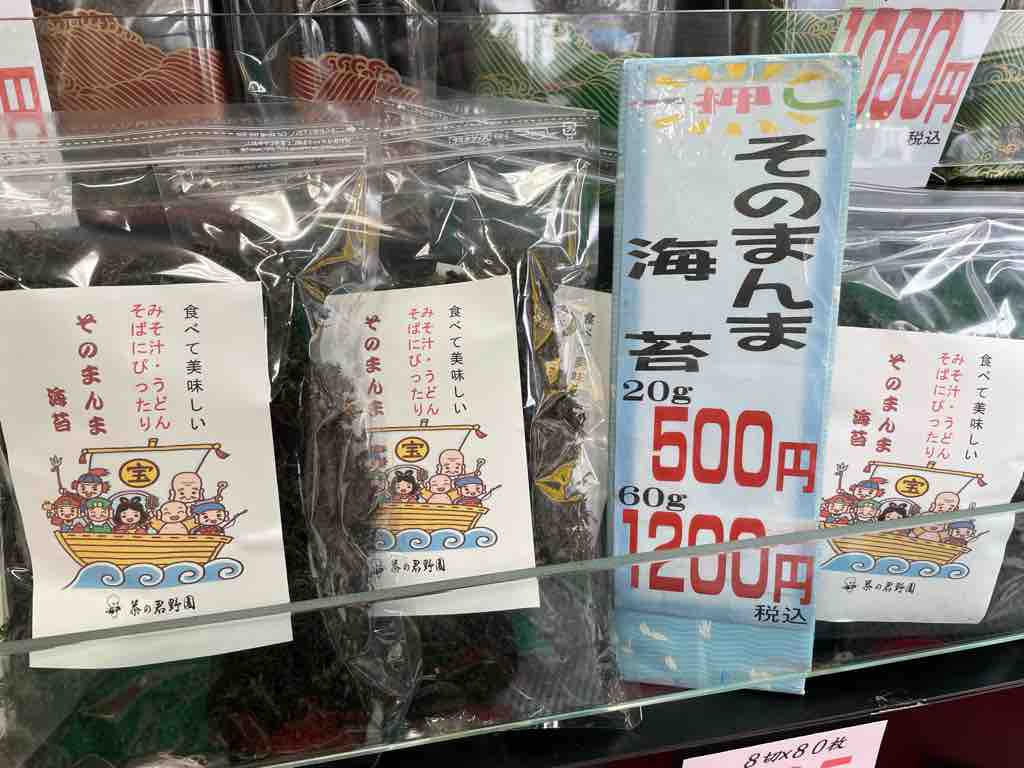 円
1080円
税込
一押し
そのまんま
海苔
20g
500円
60g
1200円
税込
食べて美味しい
みそ汁・うどん
そばにぴったり
そのまんま
海苔
宝
茶の君野園
食べて美味しい
みそ汁・うどん
そばにぴったり
そのまんま
海苔
宝
茶の君野園
食べて美味しい
みそ汁・うどん
そばにぴったり
そのまんま
海苔
宝
茶の君野園
8切×80枚